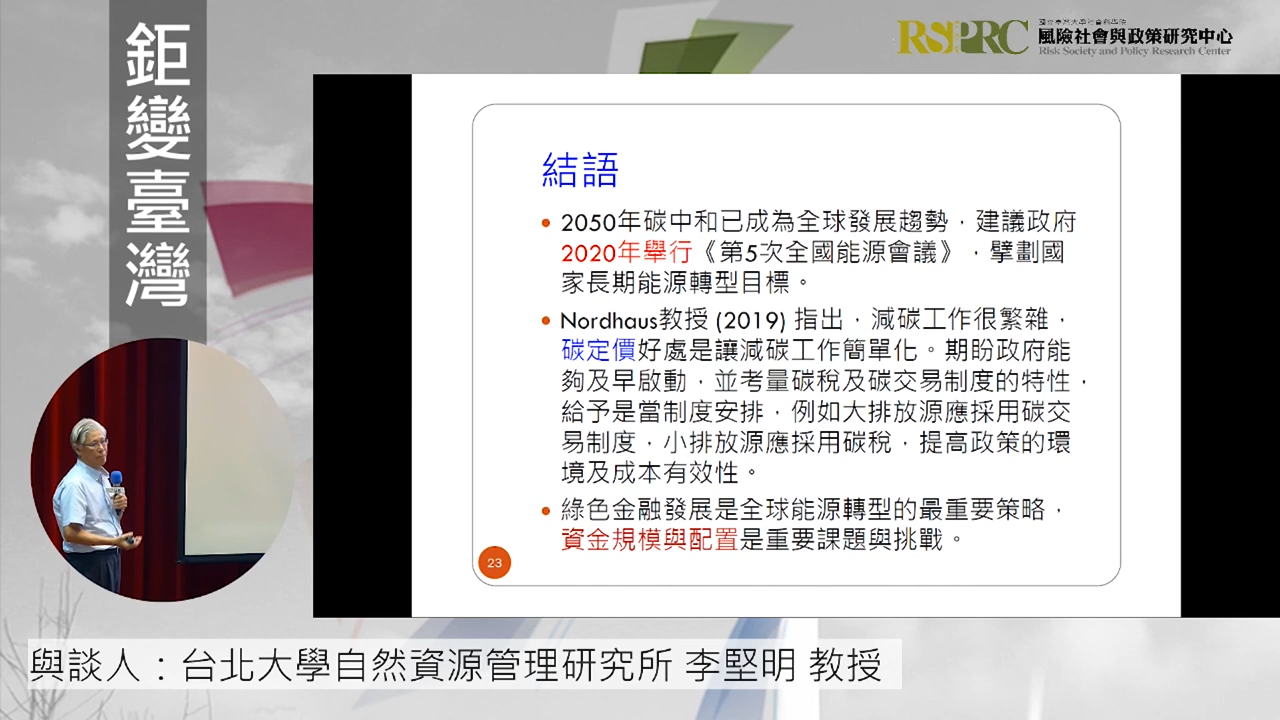 鉅變臺灣
RSPRC
國立臺灣大學社會科學院
風險社會與政策研究中心
Risk Society and Policy Research Center
結語
• 2050年碳中和已成為全球發展趨勢，建議政府
2020年舉行《第5次全國能源會議》，擘劃國
家長期能源轉型目標。
• Nordhaus教授 (2019) 指出，減碳工作很繁雜，
碳定價好處是讓減碳工作簡單化。期盼政府能
夠及早啟動，並考量碳稅及碳交易制度的特性，
給予是當制度安排，例如大排放源應採用碳交
易制度，小排放源應採用碳稅，提高政策的環
境及成本有效性。
• 綠色金融發展是全球能源轉型的最重要策略，
資金規模與配置是重要課題與挑戰。
23
與談人：台北大學自然資源管理研究所 李堅明 教授